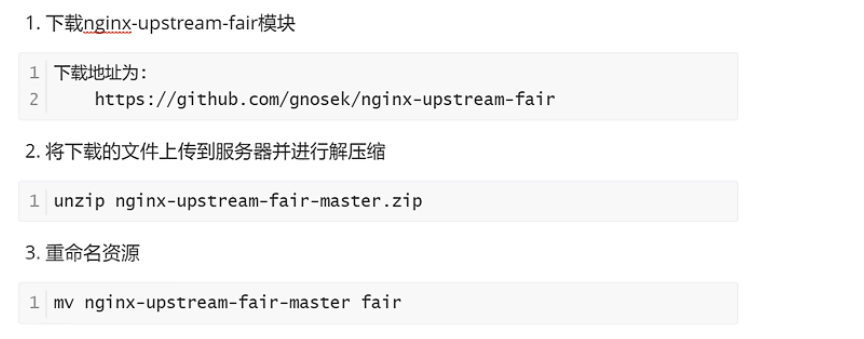 1. 下载nginx-upstream-fair模块
1 下载地址为:
2 https://github.com/gnosek/nginx-upstream-fair
2. 将下载的文件上传到服务器并进行解压缩
1 unzip nginx-upstream-fair-master.zip
3. 重命名资源
1 mv nginx-upstream-fair-master fair